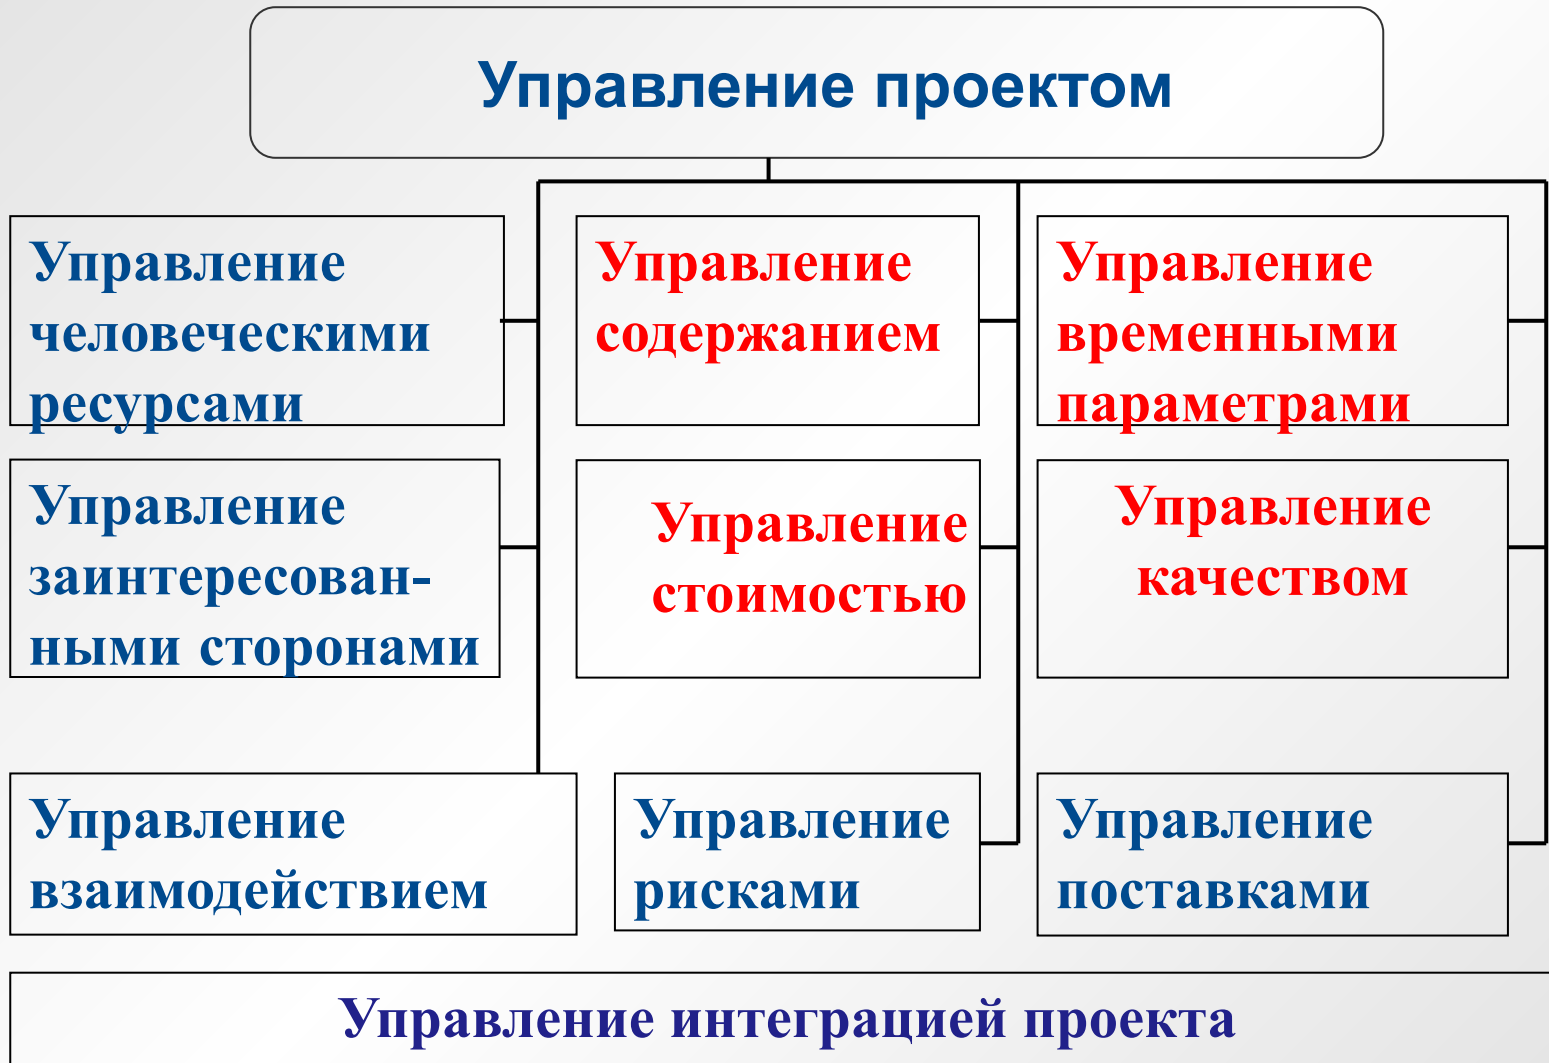 Управление проектом
Управление
человеческими
ресурсами
Управление
содержанием
Управление
временными
параметрами
Управление
заинтересован-
ными сторонами
Управление
стоимостью
Управление
качеством
Управление
взаимодействием
Управление
рисками
Управление
поставками
Управление интеграцией проекта